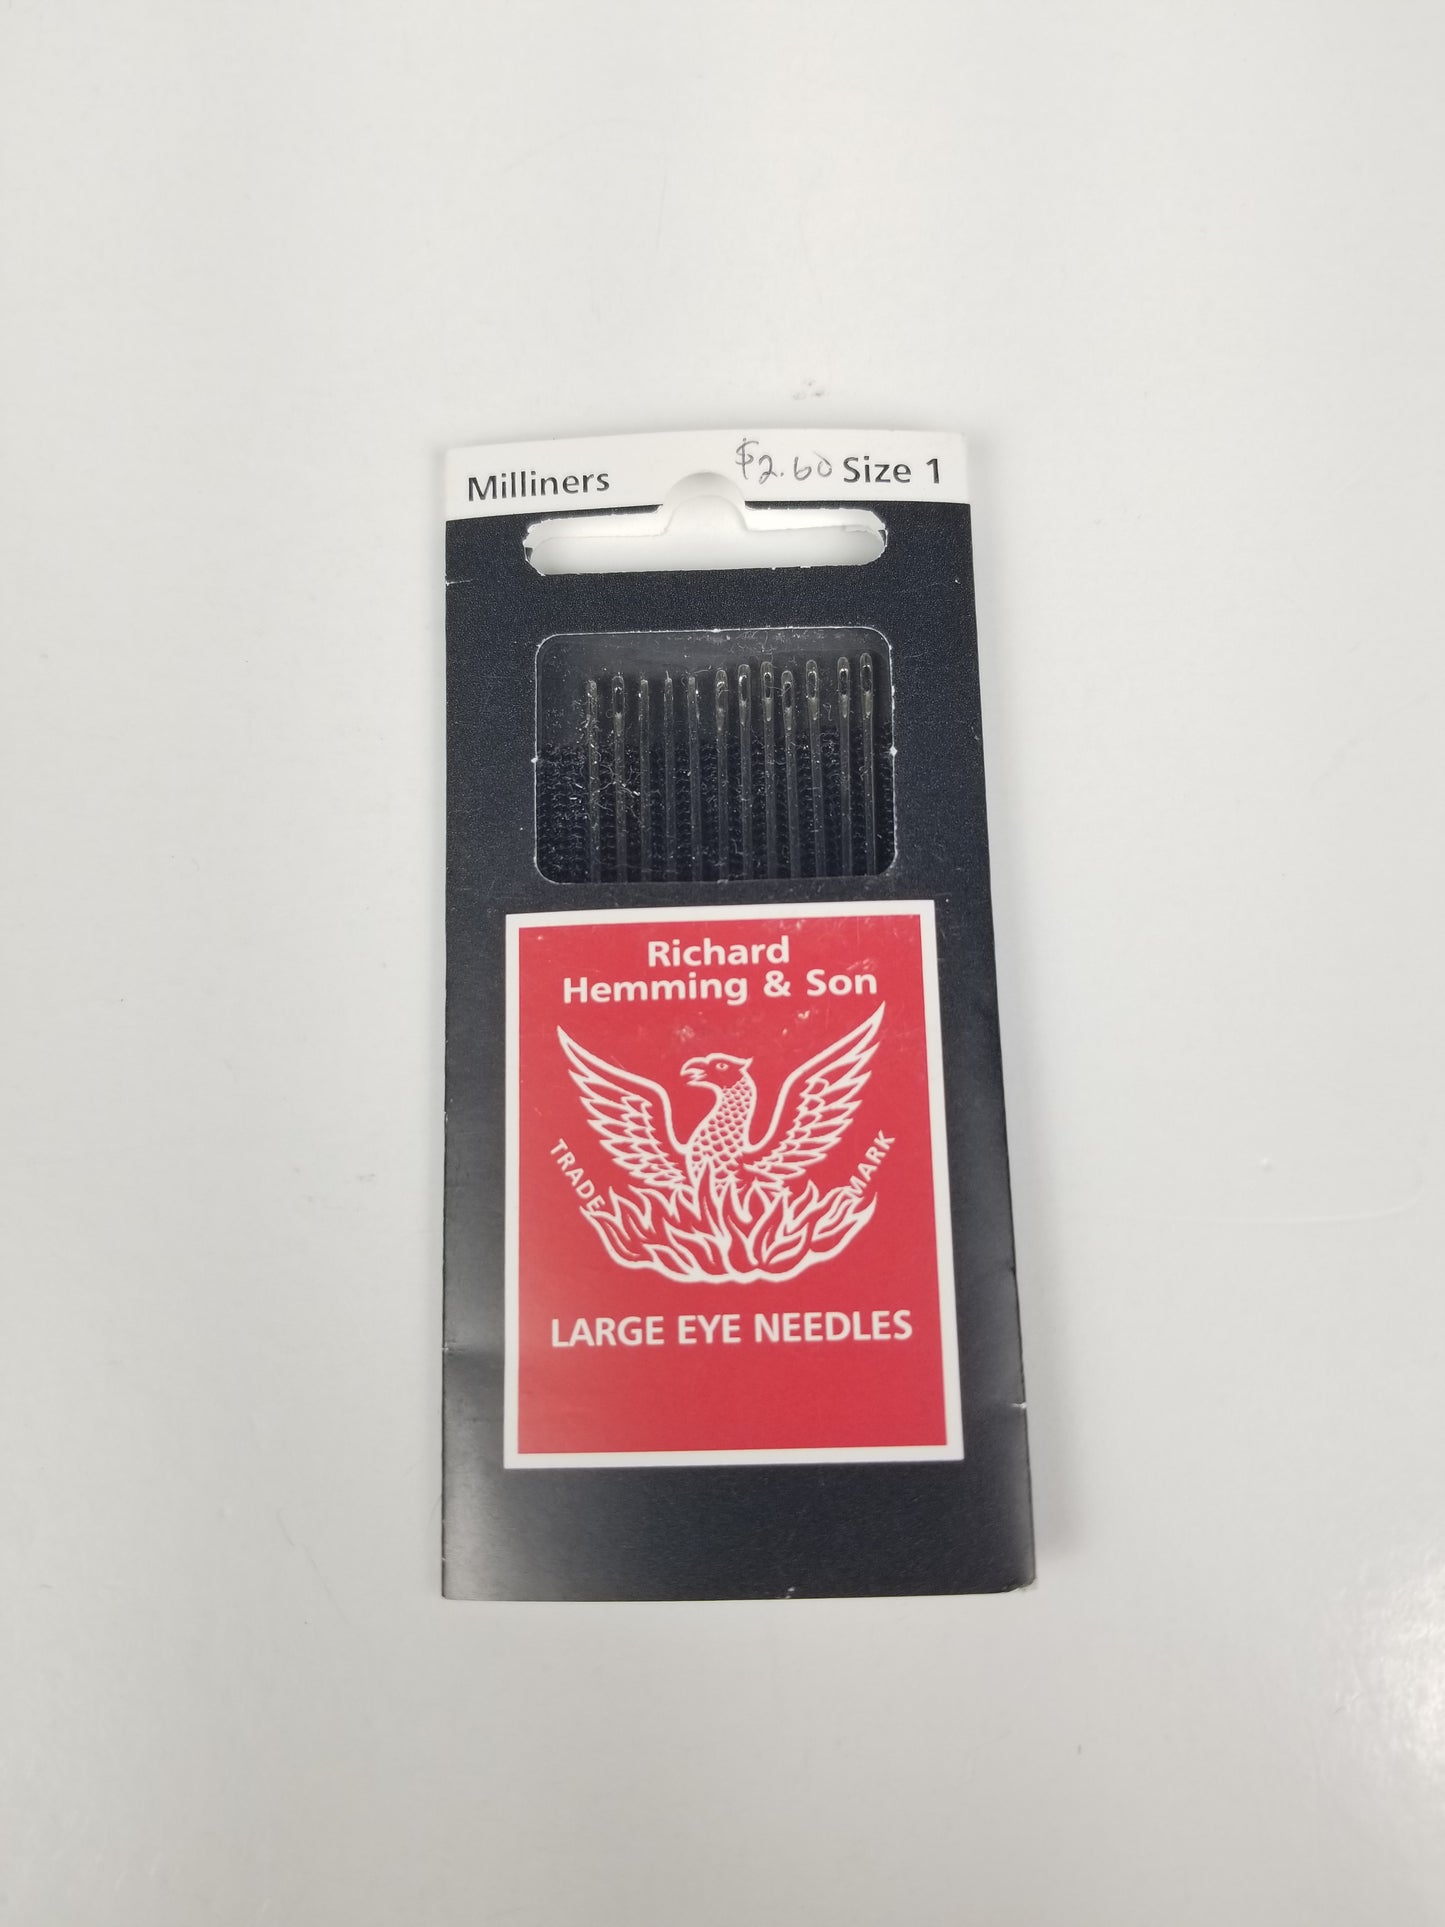 Milliners $2.60 Size 1
Richard
Hemming & Son
TRADE MARK
LARGE EYE NEEDLES